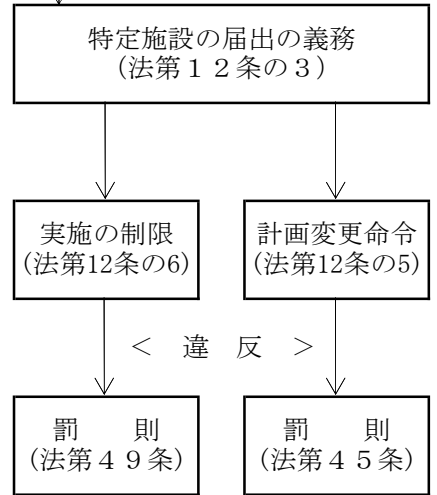 特定施設の届出の義務
(法第１２条の３)
実施の制限
(法第12条の6)
計画変更命令
(法第12条の5)
＜　違　反　＞
罰　　則
(法第４９条)
罰　　則
(法第４５条)